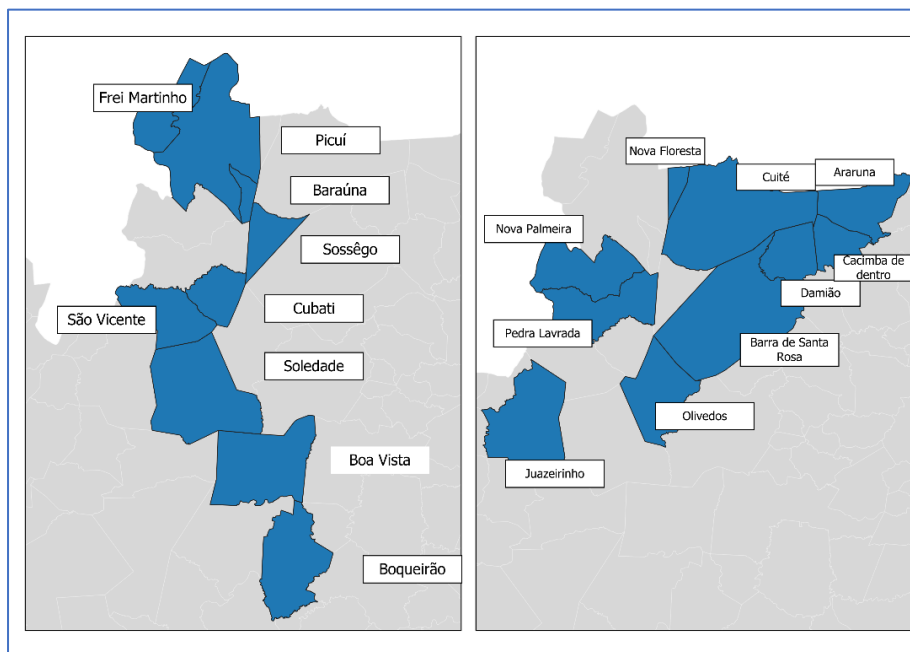 Frei Martinho
Picuí
Baraúna
Sossêgo
Cubati
São Vicente
Soledade
Boa Vista
Boqueirão
Nova Floresta
Cuité
Araruna
Nova Palmeira
Cacimba de
dentro
Damião
Pedra Lavrada
Barra de Santa
Rosa
Olivedos
Juazeirinho